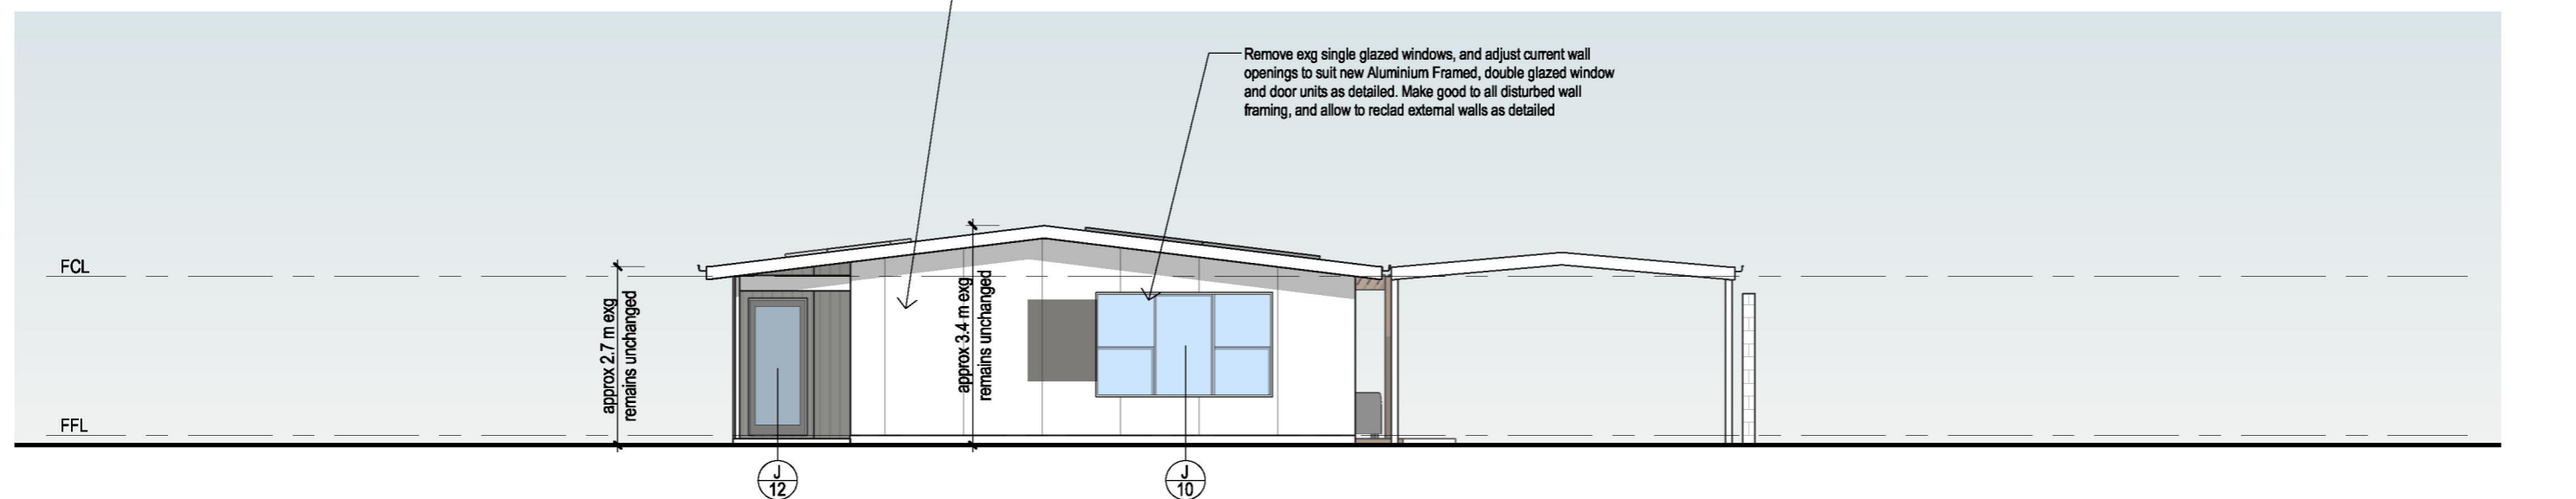 Remove exg single glazed windows, and adjust current wall
openings to suit new Aluminium Framed, double glazed window
and door units as detailed. Make good to all disturbed wall
framing, and allow to reclad external walls as detailed
FCL
FFL
approx 2.7 m exg
remains unchanged
approx 3.4 m exg
remains unchanged
J
12
J
10